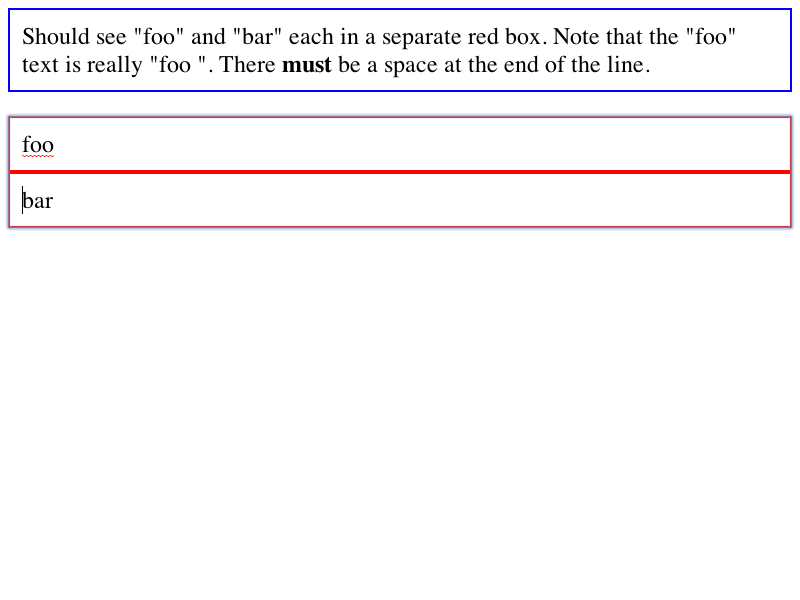 Should see "foo" and "bar" each in a separate red box. Note that the "foo"
text is really "foo ". There must be a space at the end of the line.
foo
bar